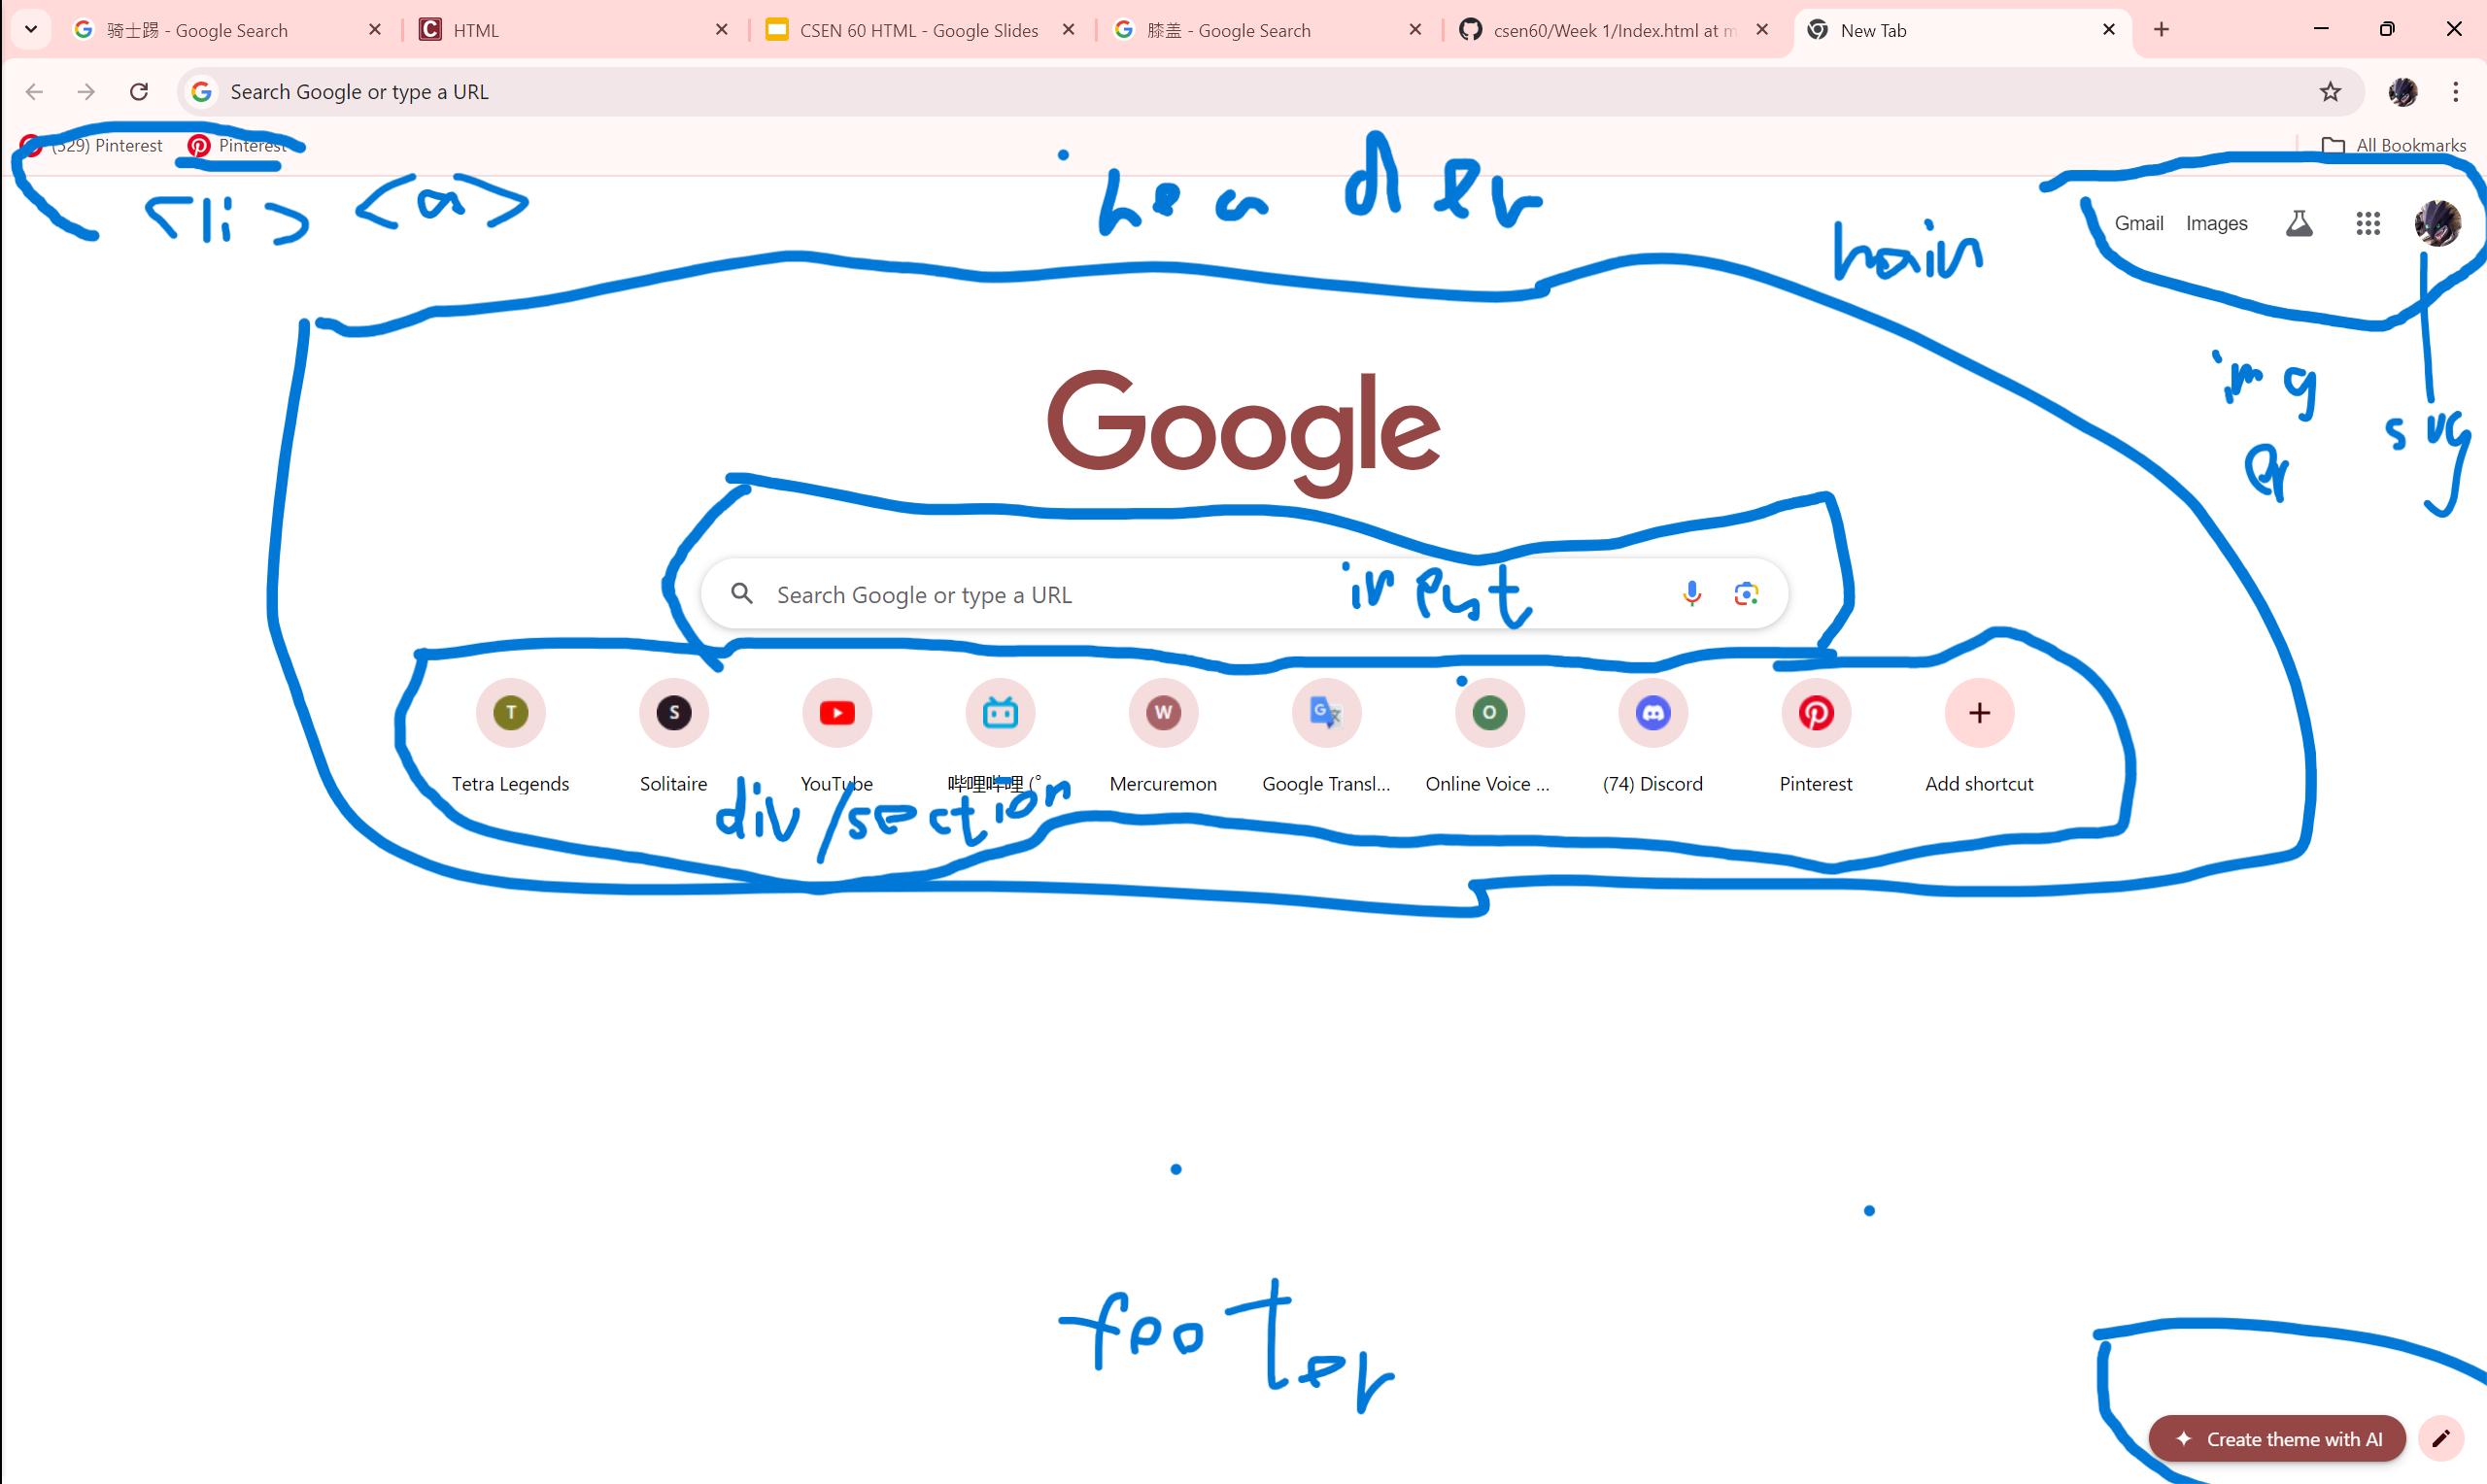 骑士踢 - Google Search
HTML
CSEN 60 HTML - Google Slides
膝盖 - Google Search
csen60/Week 1/Index.html at m
New Tab
Search Google or type a URL
(529) Pinterest
Pinterest
All Bookmarks
<li> <a>
header
main
Gmail
Images
img
svg
Google
Search Google or type a URL
input
Tetra Legends
Solitaire
YouTube
哔哩哔哩 (゜
Mercuremon
Google Transl...
Online Voice ...
(74) Discord
Pinterest
Add shortcut
div/section
footer
Create theme with AI